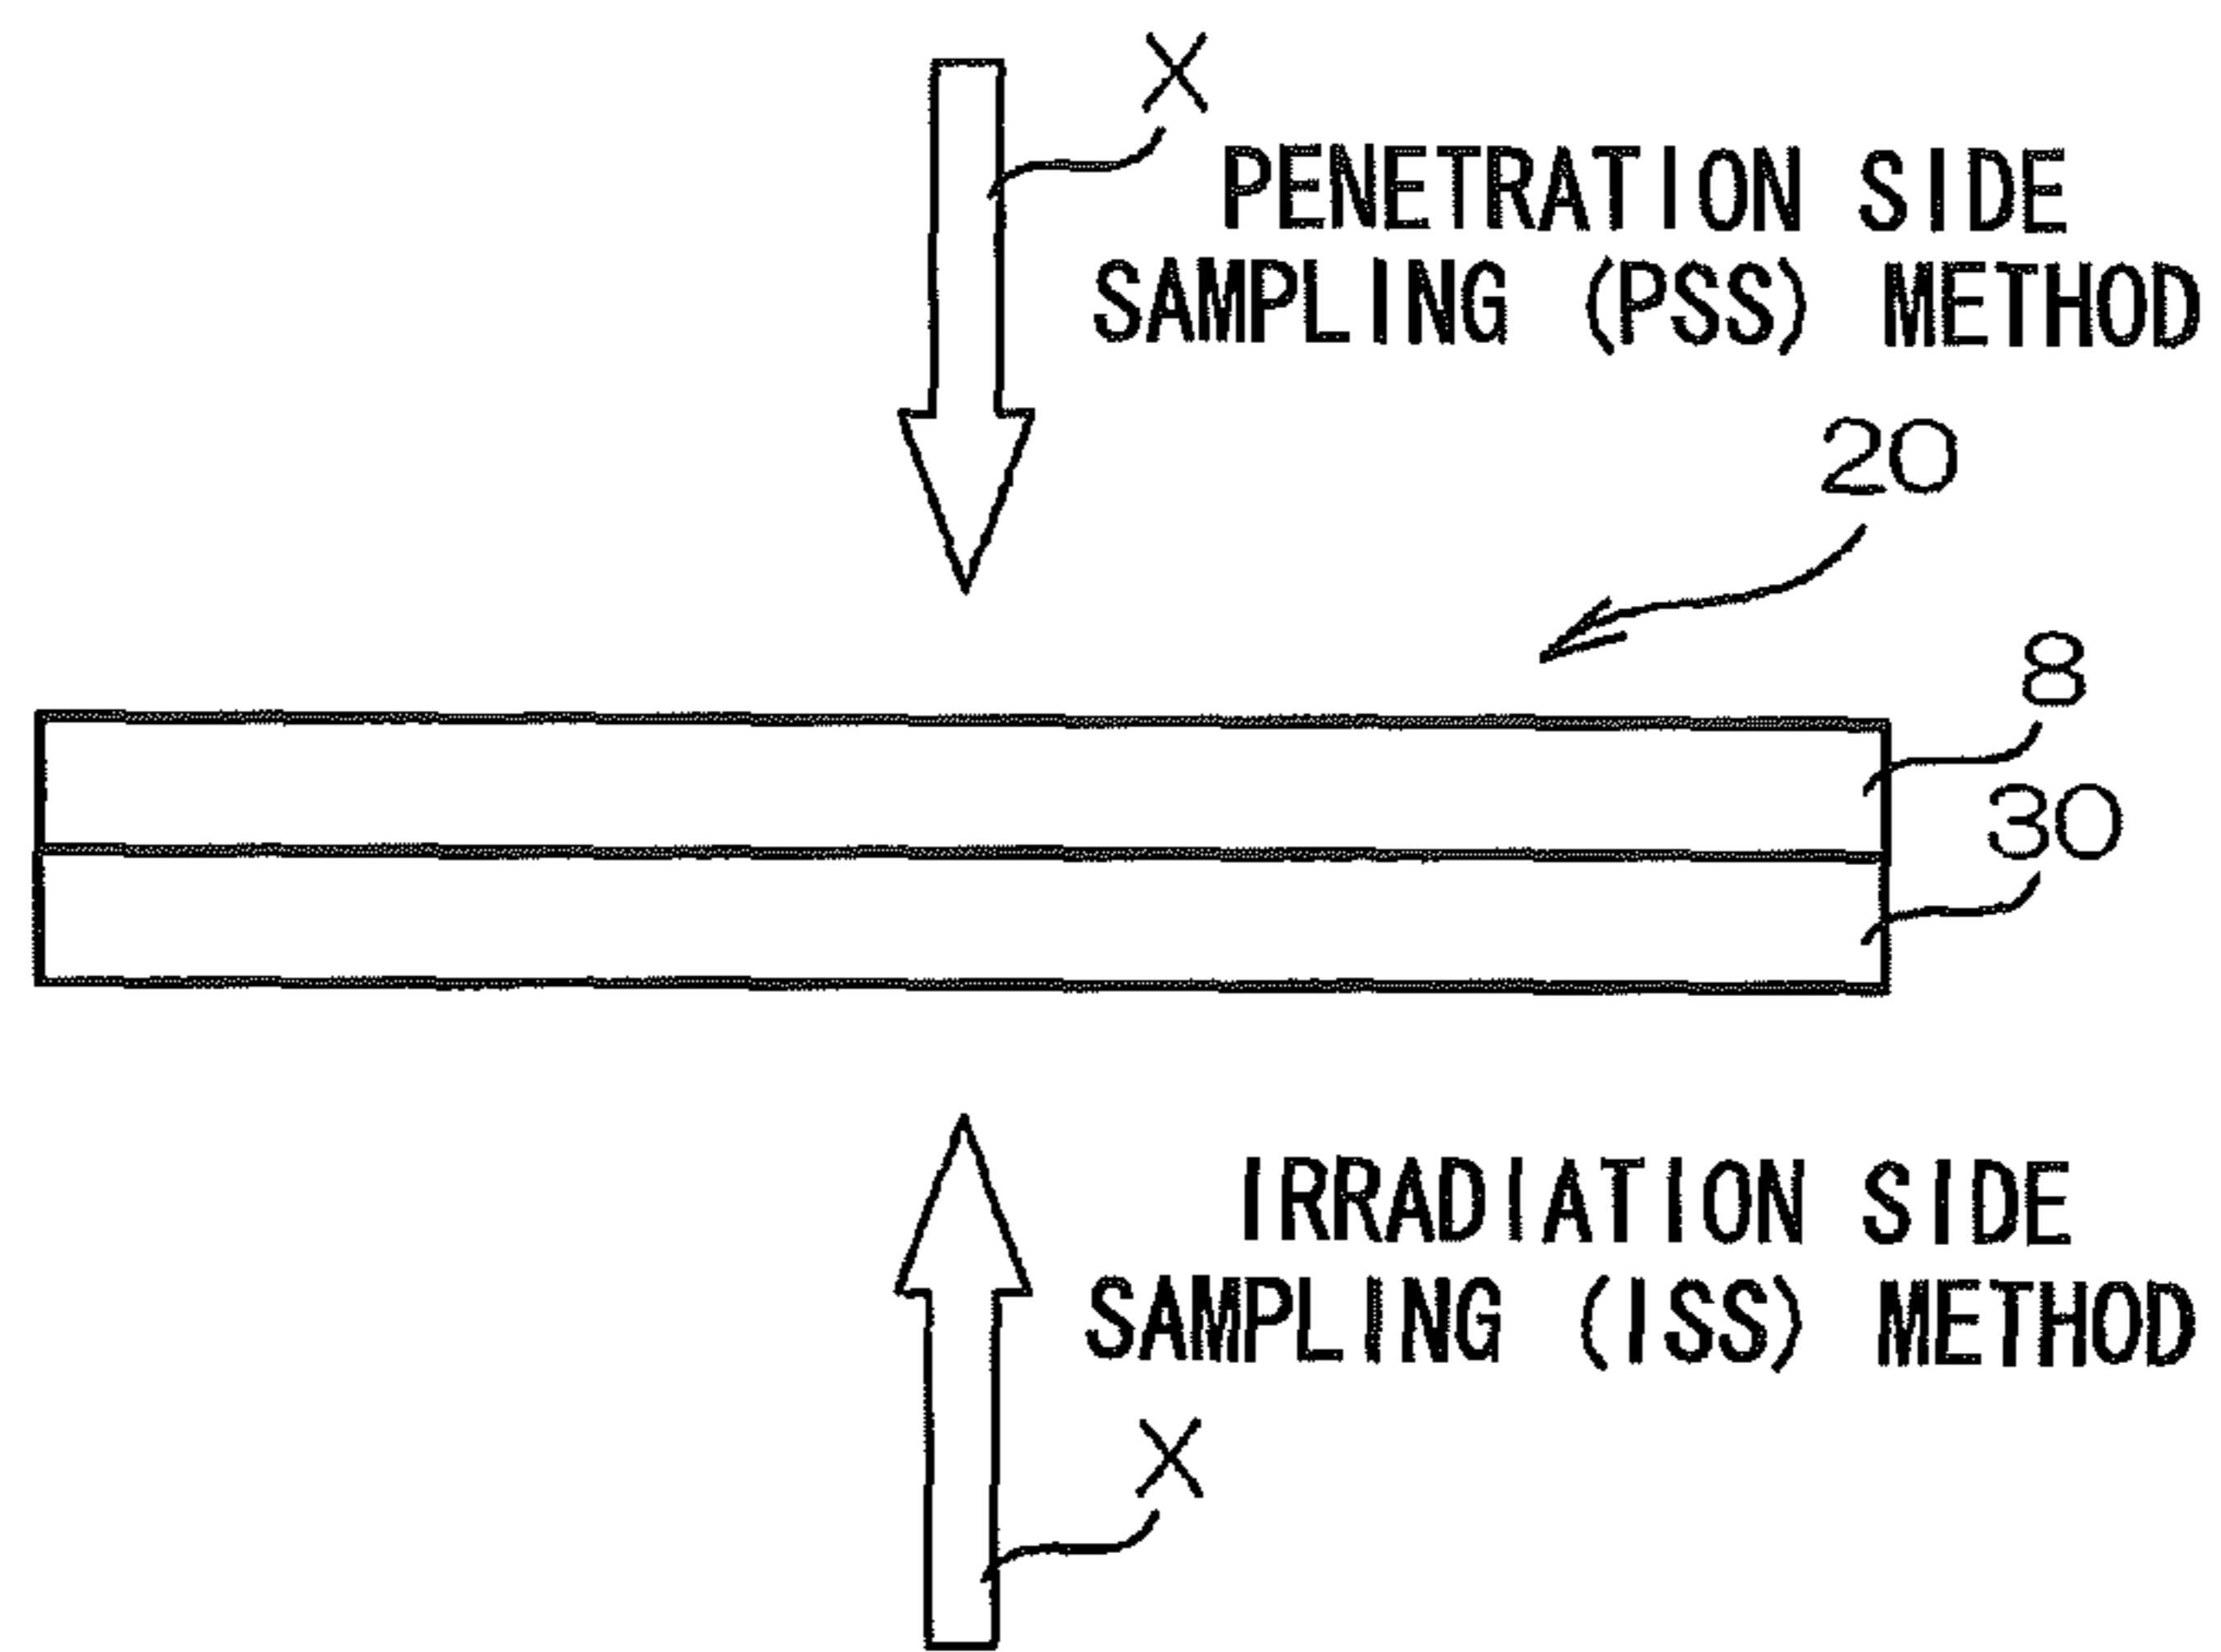 X
PENETRATION SIDE
SAMPLING (PSS) METHOD
20
8
30
IRRADIATION SIDE
SAMPLING (ISS) METHOD
X